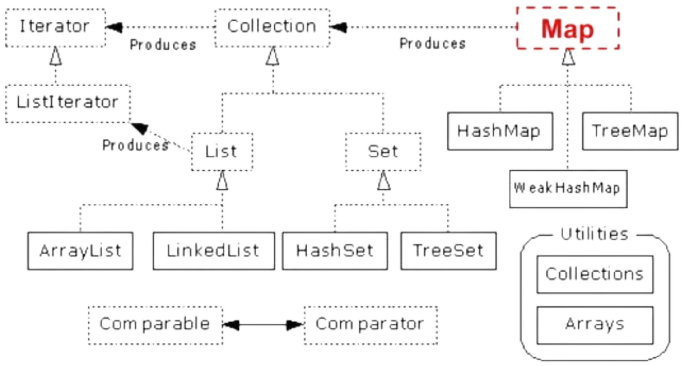 Iterator
Collection
Map
Produces
Produces
ListIterator
Produces
List
Set
HashMap
TreeMap
WeakHashMap
ArrayList
LinkedList
HashSet
TreeSet
Utilities
Collections
Arrays
Comparable
Comparator